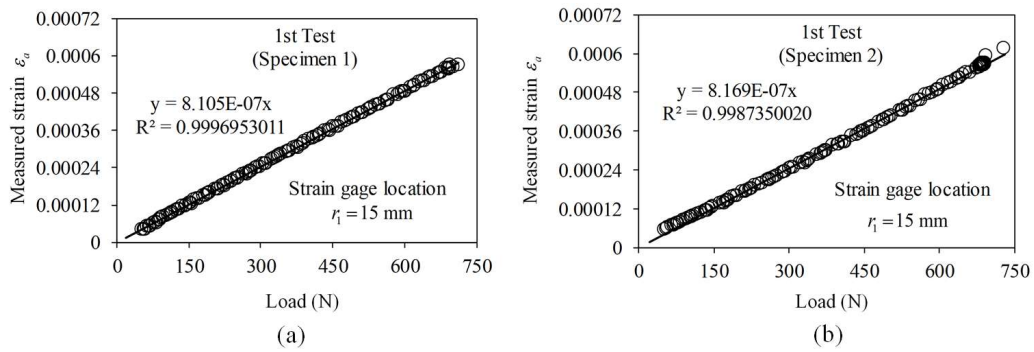 0.00072
0.0006
0.00048
0.00036
0.00024
0.00012
0
Measured strain εa
1st Test
(Specimen 1)
y = 8.105E-07x
R² = 0.9996953011
Strain gage location
r₁ = 15 mm
0 150 300 450 600 750
Load (N)
(a)
0.00072
0.0006
0.00048
0.00036
0.00024
0.00012
0
Measured strain εa
1st Test
(Specimen 2)
y = 8.169E-07x
R² = 0.9987350020
Strain gage location
r₁ = 15 mm
0 150 300 450 600 750
Load (N)
(b)